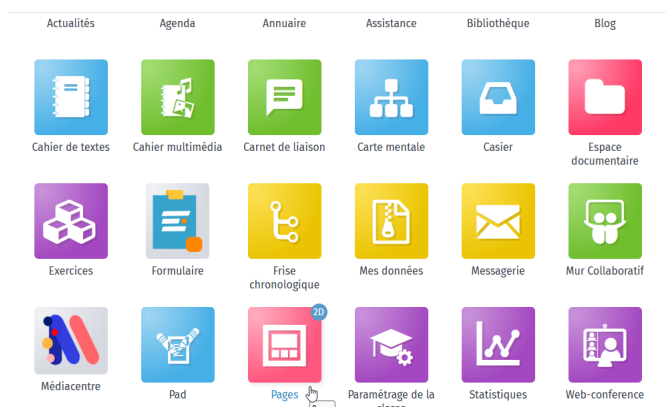 Actualités
Agenda
Annuaire
Assistance
Bibliothèque
Blog
Cahier de textes
Cahier multimédia
Carnet de liaison
Carte mentale
Casier
Espace
documentaire
Exercices
Formulaire
Frise
chronologique
Mes données
Messagerie
Mur Collaboratif
2D
Médiacentre
Pad
Pages
Paramétrage de la
classe
Statistiques
Web-conference